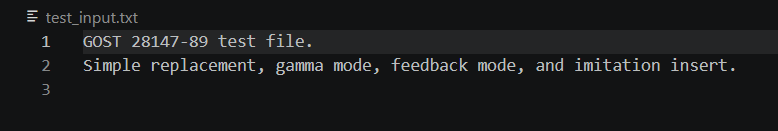 test_input.txt
1 GOST 28147-89 test file.
2 Simple replacement, gamma mode, feedback mode, and imitation insert.
3